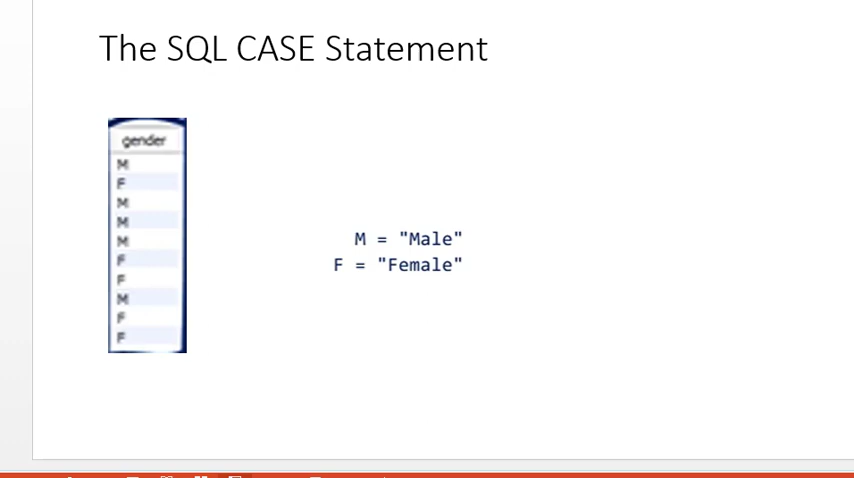 The SQL CASE Statement
gender
M
F
M
M
M
F
F
M
F
F
M = "Male"
F = "Female"